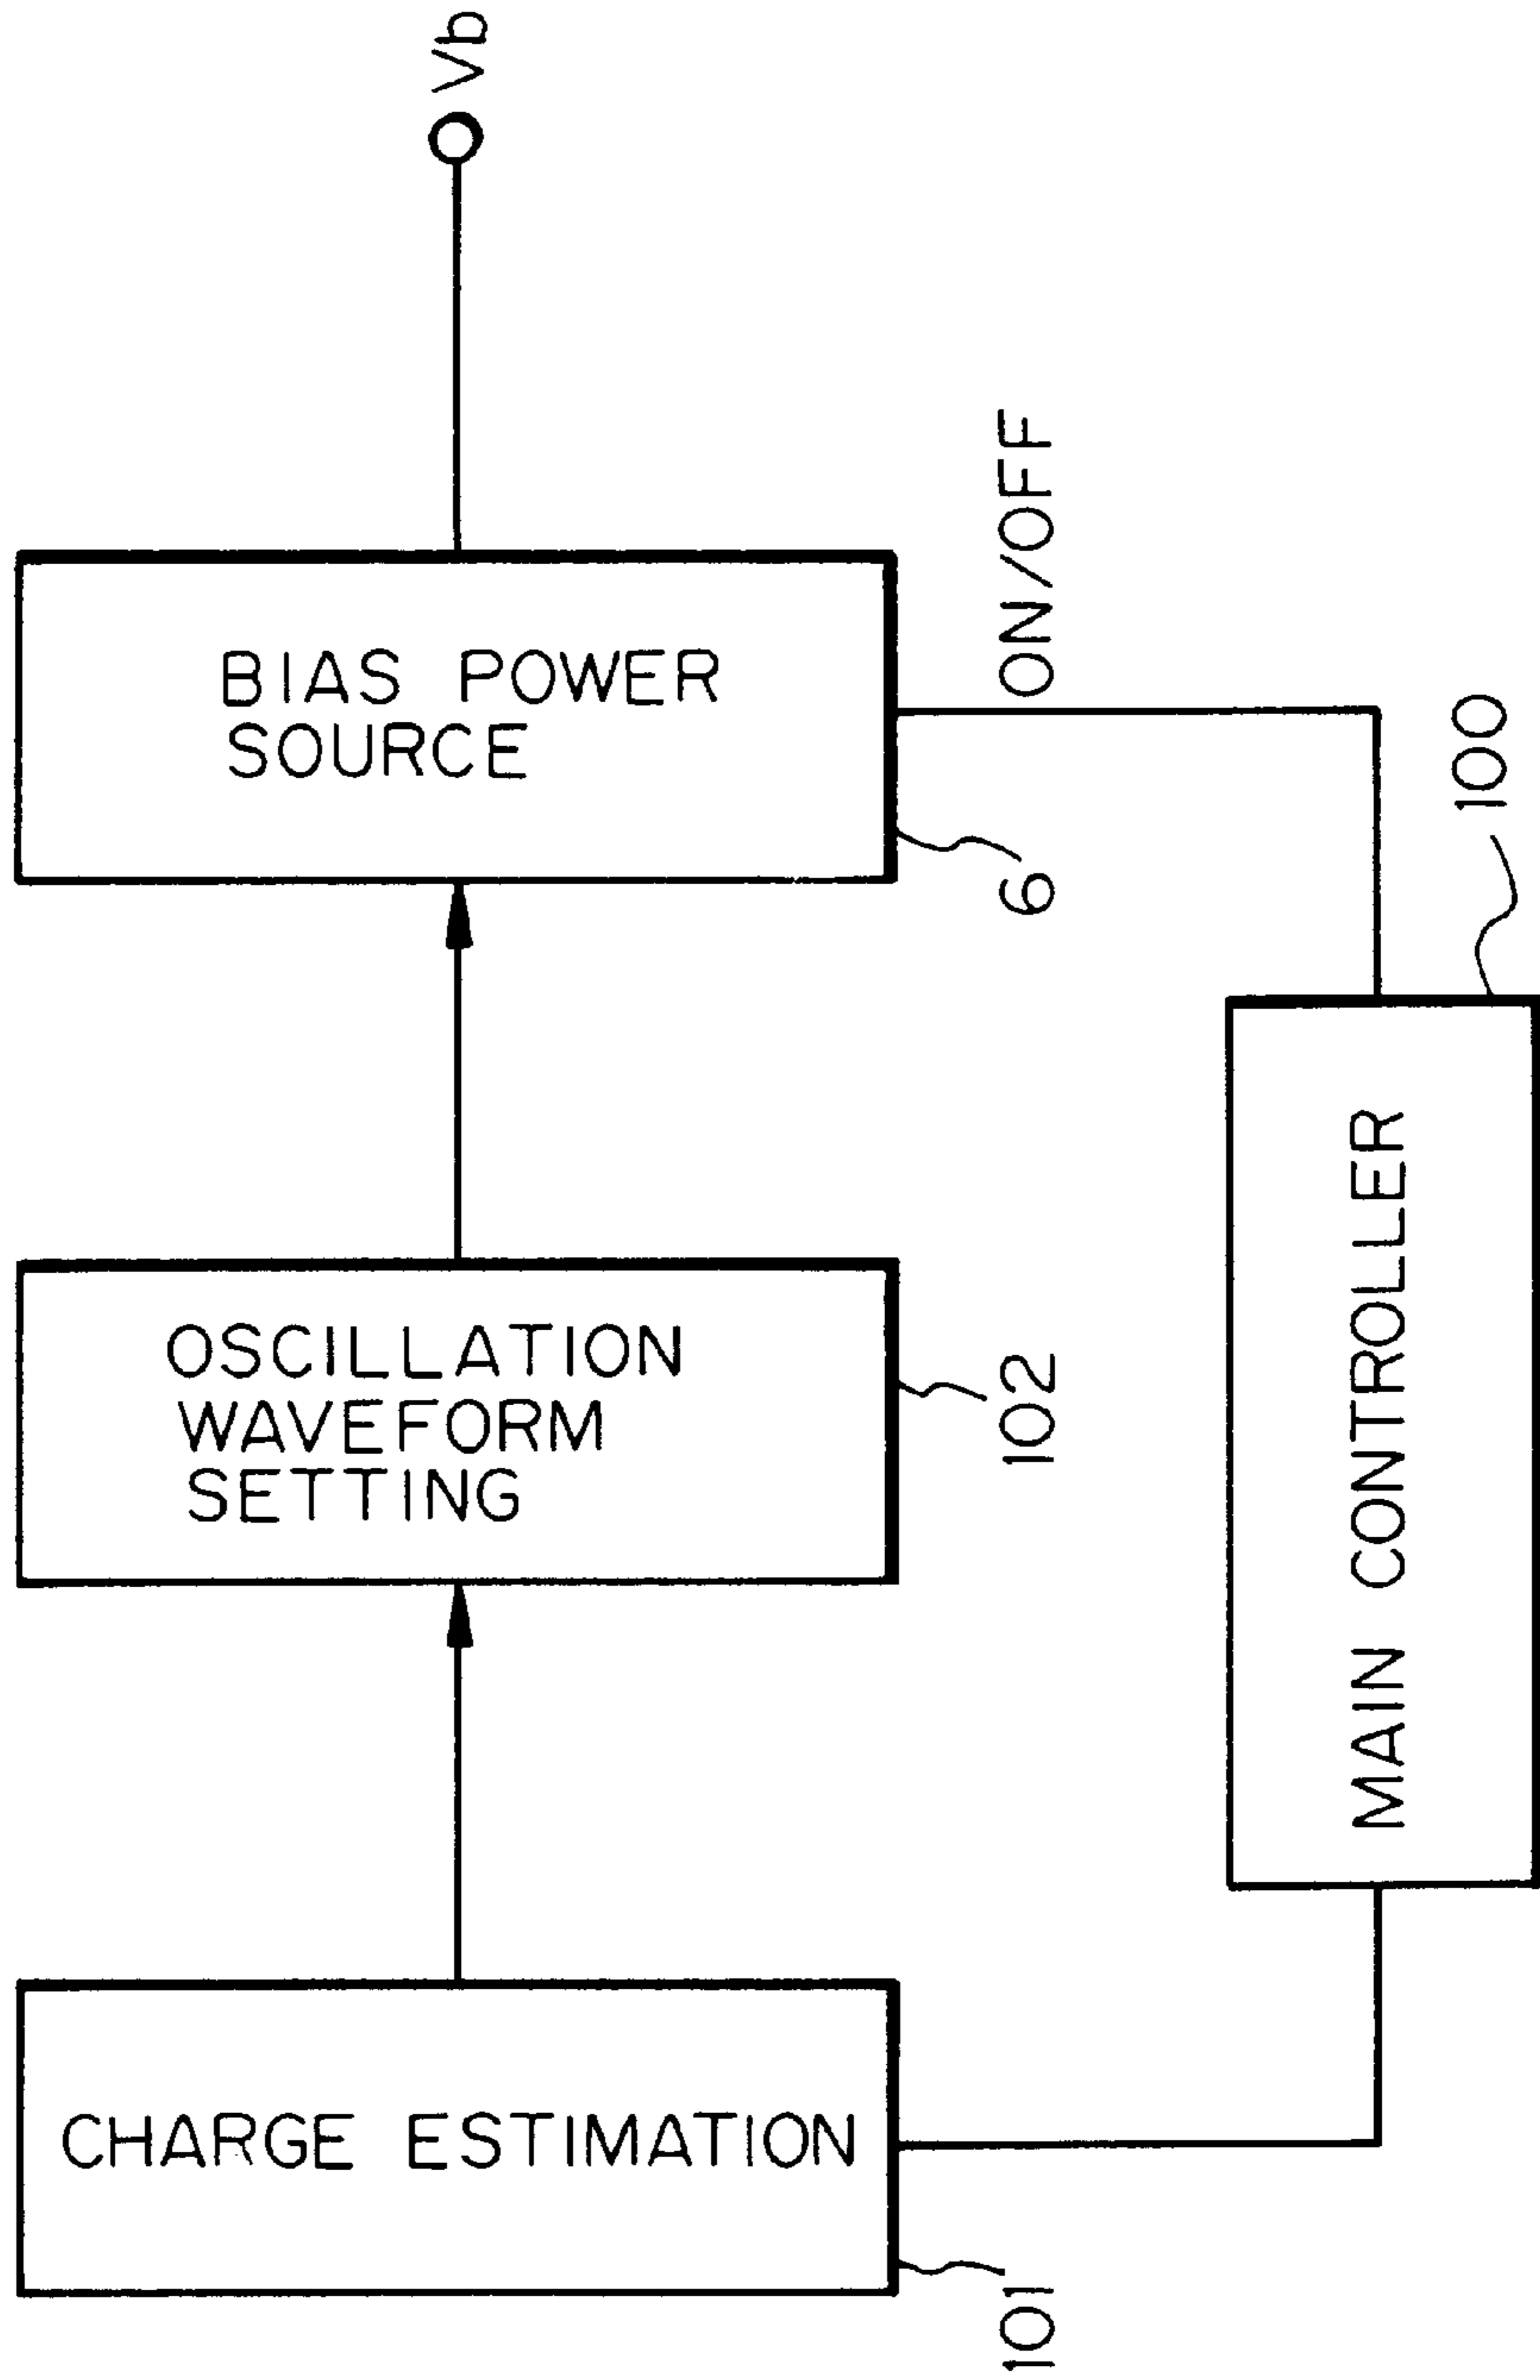 Vb
BIAS POWER
SOURCE
ON/OFF
6
100
OSCILLATION
WAVEFORM
SETTING
102
MAIN CONTROLLER
CHARGE ESTIMATION
101